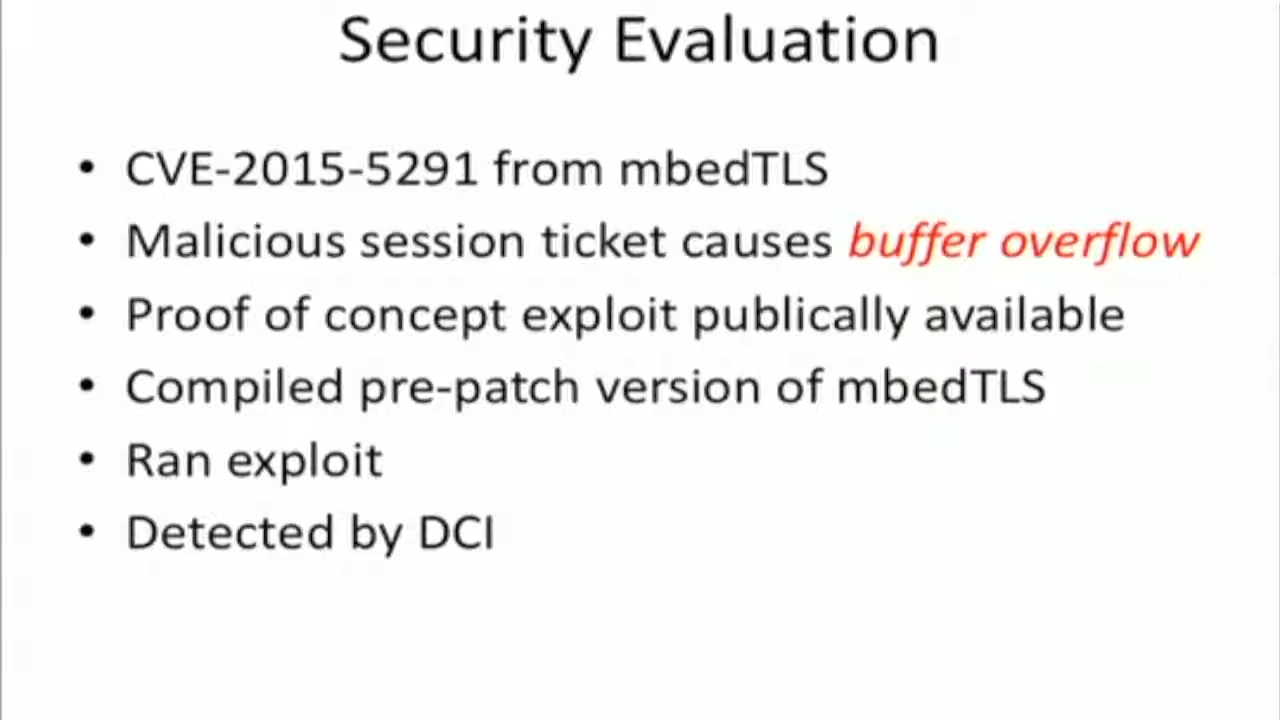 Security Evaluation
• CVE-2015-5291 from mbedTLS
• Malicious session ticket causes buffer overflow
• Proof of concept exploit publically available
• Compiled pre-patch version of mbedTLS
• Ran exploit
• Detected by DCI